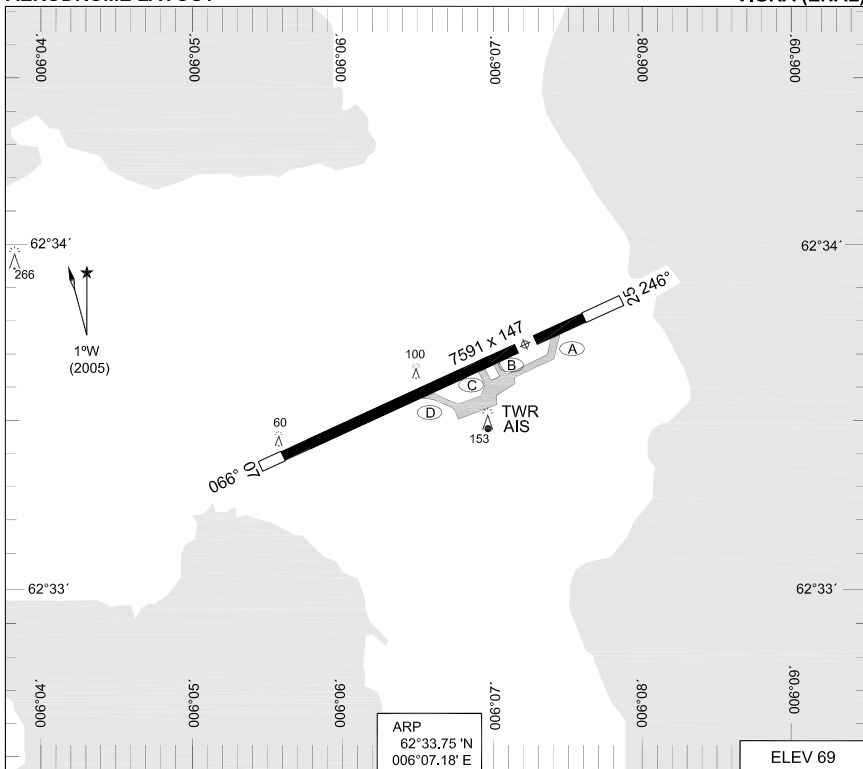 AERODROME LAYOUT
VIGRA (ENAL)
006°04´
006°05´
006°06´
006°07´
006°08´
006°09´
62°34´
62°34´
266
1°W
(2005)
25 246°
7591 x 147
A
B
C
D
100
60
TWR
AIS
153
066° 07
62°33´
62°33´
006°04´
006°05´
006°06´
006°07´
006°08´
006°09´
ARP
62°33.75 'N
006°07.18' E
ELEV 69